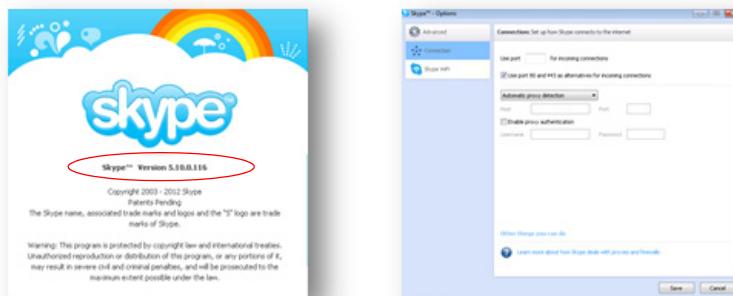 skype™
Skype™ Version 5.10.0.116
Copyright 2003 - 2012 Skype
Patents Pending
The Skype name, associated trade marks and logos and the "S" logo are trade
marks of Skype.
Warning: This program is protected by copyright law and international treaties.
Unauthorized reproduction or distribution of this program, or any portions of it,
may result in severe civil and criminal penalties, and will be prosecuted to the
maximum extent possible under the law.
Skype™ - Options
Advanced
Connection
Skype WiFi
Connection: Set up how Skype connects to the internet
Use port for incoming connections
Use port 80 and 443 as alternatives for incoming connections
Automatic proxy detection
Host Port
Enable proxy authentication
Username Password
Other things you can do
Learn more about how Skype deals with proxies and firewalls
Save Cancel